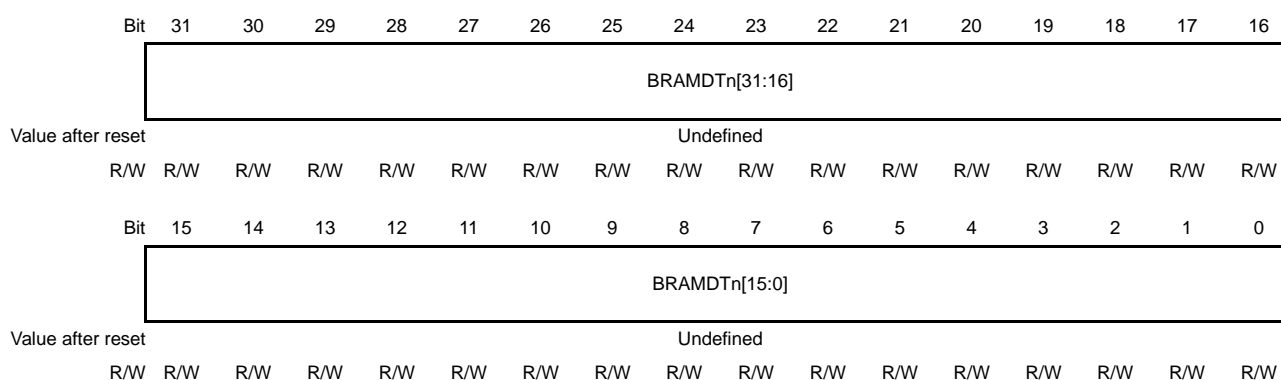 Bit 31 30 29 28 27 26 25 24 23 22 21 20 19 18 17 16
BRAMDTn[31:16]
Value after reset Undefined
R/W R/W R/W R/W R/W R/W R/W R/W R/W R/W R/W R/W R/W R/W R/W R/W R/W
Bit 15 14 13 12 11 10 9 8 7 6 5 4 3 2 1 0
BRAMDTn[15:0]
Value after reset Undefined
R/W R/W R/W R/W R/W R/W R/W R/W R/W R/W R/W R/W R/W R/W R/W R/W R/W